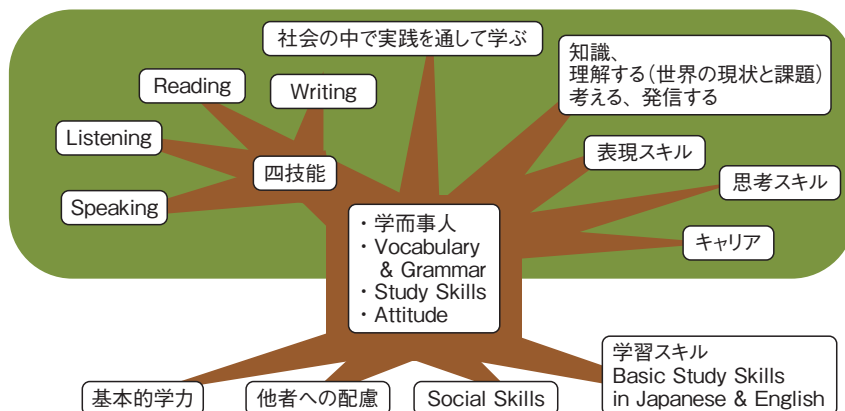 社会の中で実践を通して学ぶ
知識、
理解する（世界の現状と課題）
考える、発信する
Reading
Writing
Listening
表現スキル
四技能
思考スキル
Speaking
・学而事人
・Vocabulary
& Grammar
・Study Skills
・Attitude
キャリア
学習スキル
Basic Study Skills
in Japanese & English
基本的学力
他者への配慮
Social Skills